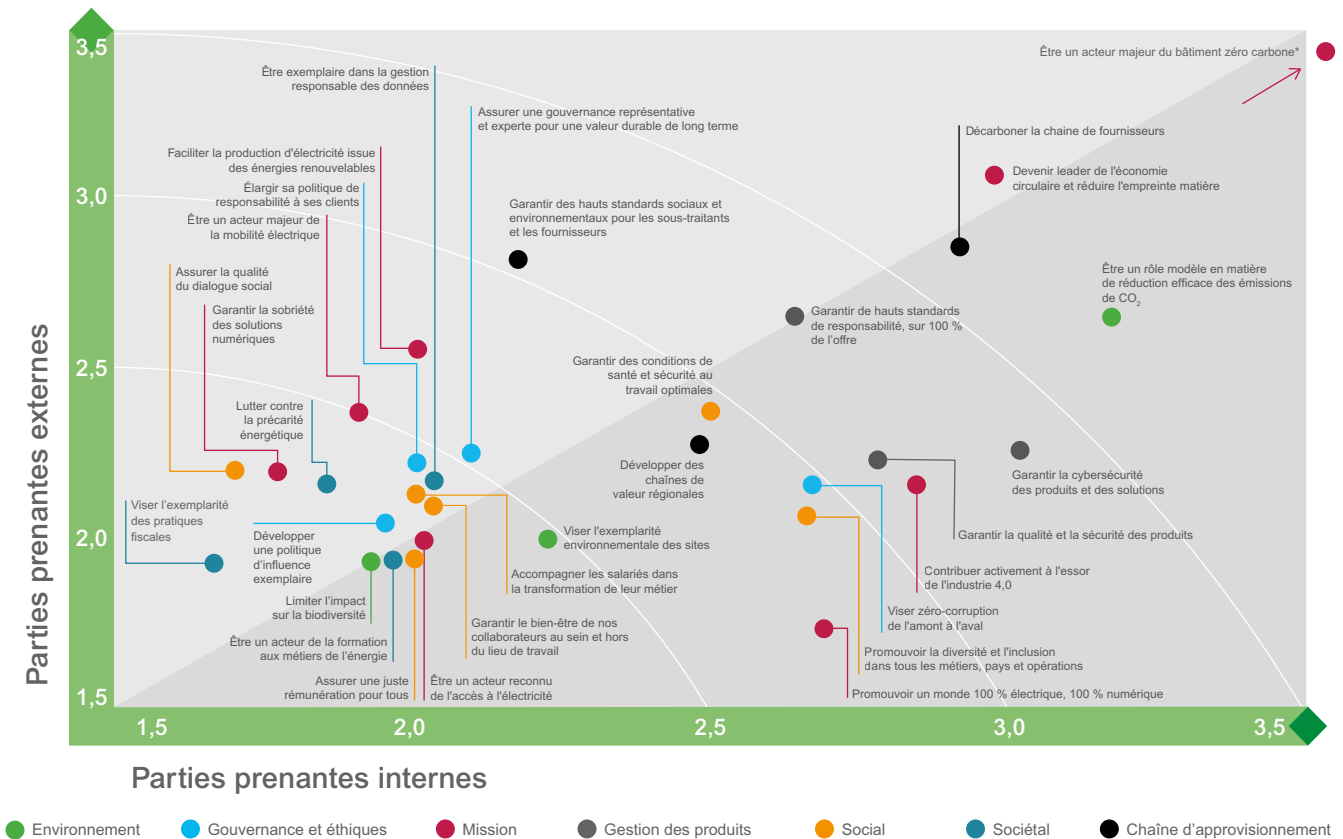 3,5
3,0
2,5
2,0
1,5
Parties prenantes externes
Être un acteur majeur du bâtiment zéro carbone*
Être exemplaire dans la gestion
responsable des données
Assurer une gouvernance représentative
et experte pour une valeur durable de long terme
Décarboner la chaine de fournisseurs
Faciliter la production d'électricité issue
des énergies renouvelables
Devenir leader de l'économie
circulaire et réduire l'empreinte matière
Élargir sa politique de
responsabilité à ses clients
Garantir des hauts standards sociaux et
environnementaux pour les sous-traitants
et les fournisseurs
Être un acteur majeur de
la mobilité électrique
Assurer la qualité
du dialogue social
Être un rôle modèle en matière
de réduction efficace des émissions
de CO2
Garantir la sobriété
des solutions
numériques
Garantir de hauts standards
de responsabilité, sur 100 %
de l'offre
Garantir des conditions de
santé et sécurité au
travail optimales
Lutter contre
la précarité
énergétique
Développer des
chaînes de
valeur régionales
Garantir la cybersécurité
des produits et des solutions
Viser l'exemplarité
des pratiques
fiscales
Développer
une politique
d'influence
exemplaire
Viser l'exemplarité
environnementale des sites
Garantir la qualité et la sécurité des produits
Accompagner les salariés dans
la transformation de leur métier
Contribuer activement à l'essor
de l'industrie 4,0
Limiter l'impact
sur la biodiversité
Viser zéro-corruption
de l'amont à l'aval
Garantir le bien-être de nos
collaborateurs au sein et hors
du lieu de travail
Être un acteur de la formation
aux métiers de l'énergie
Promouvoir la diversité et l'inclusion
dans tous les métiers, pays et opérations
Assurer une juste
rémunération pour tous
Être un acteur reconnu
de l'accès à l'électricité
Promouvoir un monde 100 % électrique, 100 % numérique
1,5
2,0
2,5
3,0
3,5
Parties prenantes internes
Environnement
Gouvernance et éthiques
Mission
Gestion des produits
Social
Sociétal
Chaîne d'approvisionnement